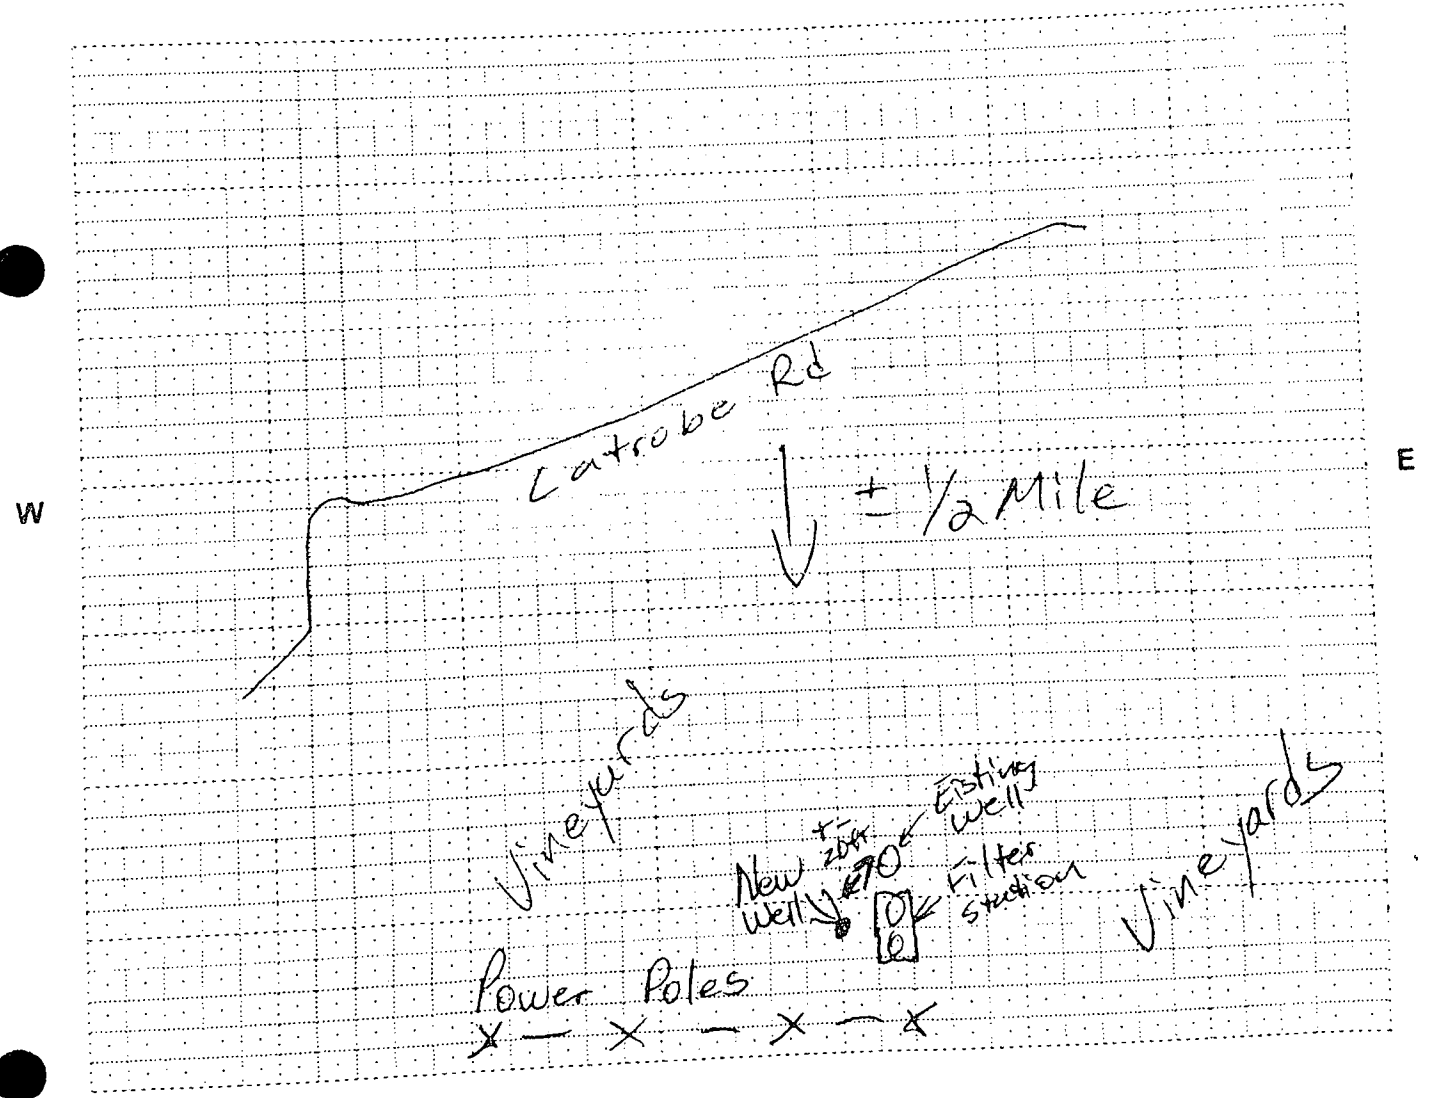 Latrobe Rd
± 1/2 Mile
W
E
Vineyards
Existing
Well
New
Well
Filter
station
Vineyards
Power Poles